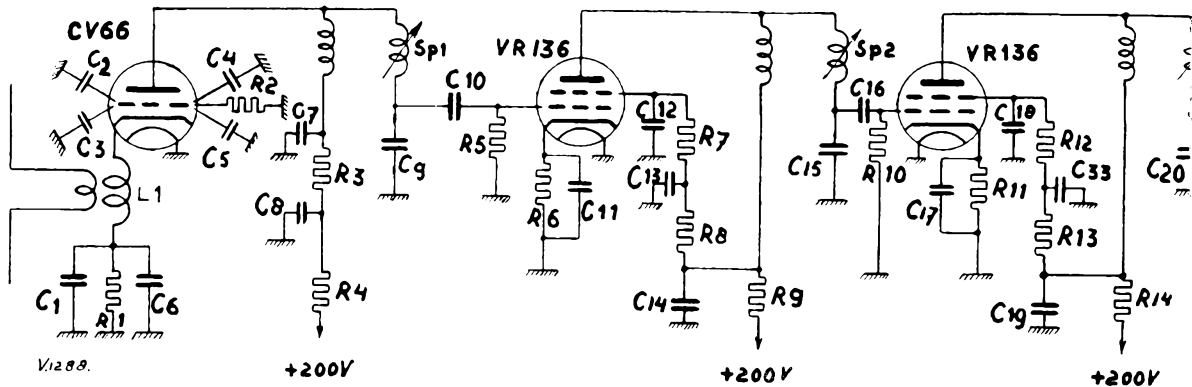 CV66
C2
C4
R2
C3
C5
C7
Sp1
C10
VR136
C12
Sp2
C16
VR136
C18
L1
R3
C9
R5
R7
C15
R10
R12
C20
C8
R6
C11
C13
R8
C17
R11
C33
R13
C1
R1
C6
R4
C14
R9
C19
R14
V.1288.
+200V
+200V
+200V